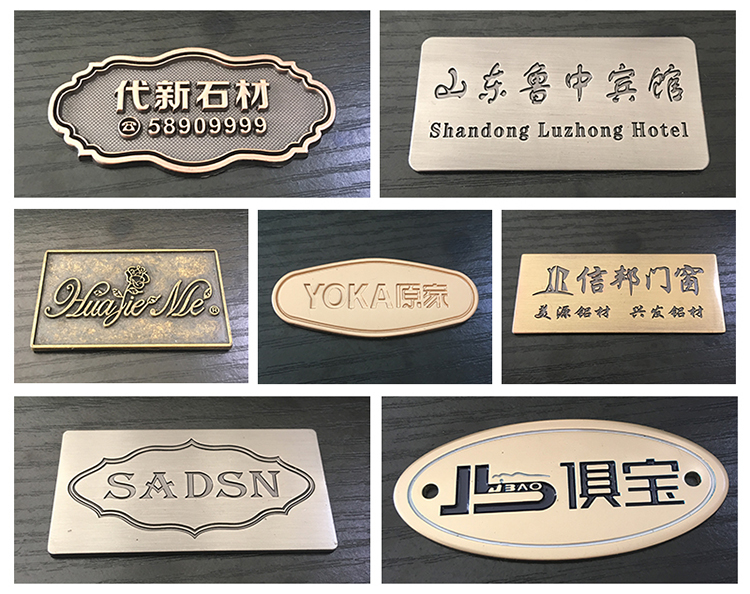 代新石材
☎58909999
山东鲁中宾馆
Shandong Luzhong Hotel
HuaJie Me®
YOKA原家
信邦门窗
美源铝材 兴发铝材
SADSN
JIBAO
俱宝